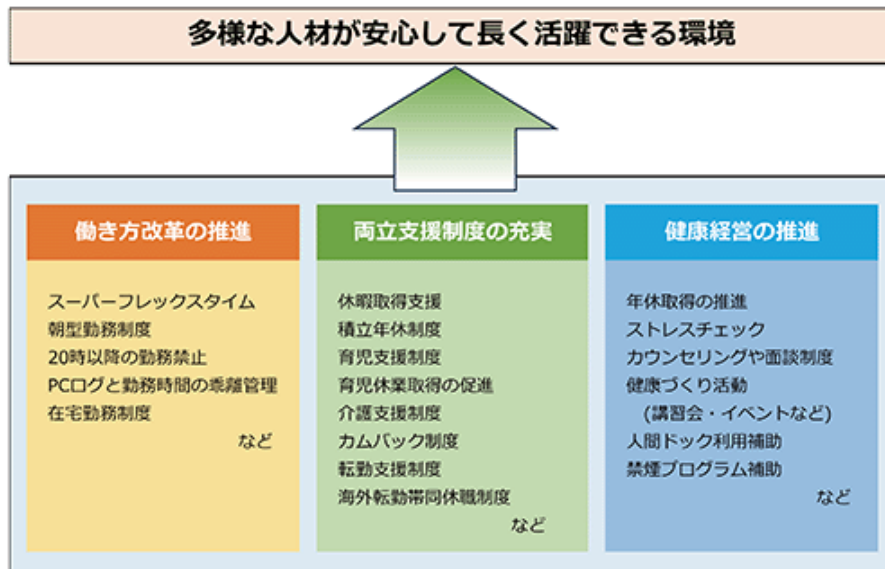 多様な人材が安心して長く活躍できる環境
働き方改革の推進
スーパーフレックスタイム
朝型勤務制度
20時以降の勤務禁止
PCログと勤務時間の乖離管理
在宅勤務制度
など
両立支援制度の充実
休暇取得支援
積立年休制度
育児支援制度
育児休業取得の促進
介護支援制度
カムバック制度
転勤支援制度
海外転勤帯同休職制度
など
健康経営の推進
年休取得の推進
ストレスチェック
カウンセリングや面談制度
健康づくり活動
(講習会・イベントなど)
人間ドック利用補助
禁煙プログラム補助
など